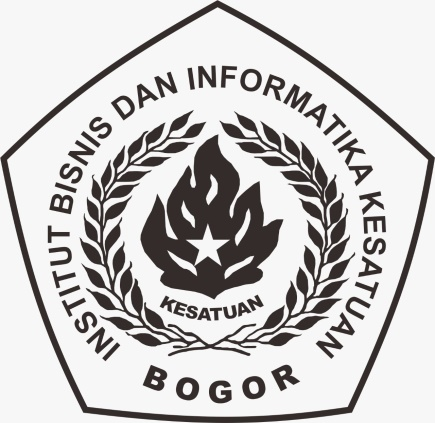 INSTITUT BISNIS DAN INFORMATIKA KESATUAN
KESATUAN
BOGOR